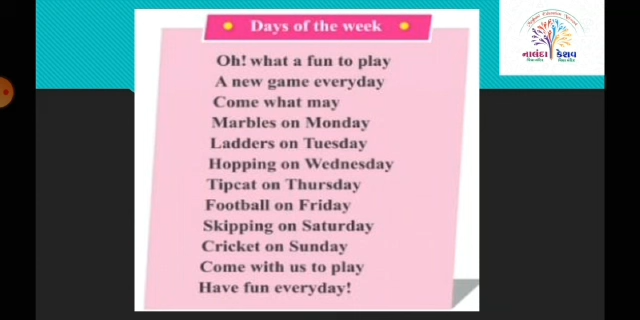 Days of the week
નાલંદા
કેશવ
Oh! what a fun to play
A new game everyday
Come what may
Marbles on Monday
Ladders on Tuesday
Hopping on Wednesday
Tipcat on Thursday
Football on Friday
Skipping on Saturday
Cricket on Sunday
Come with us to play
Have fun everyday!